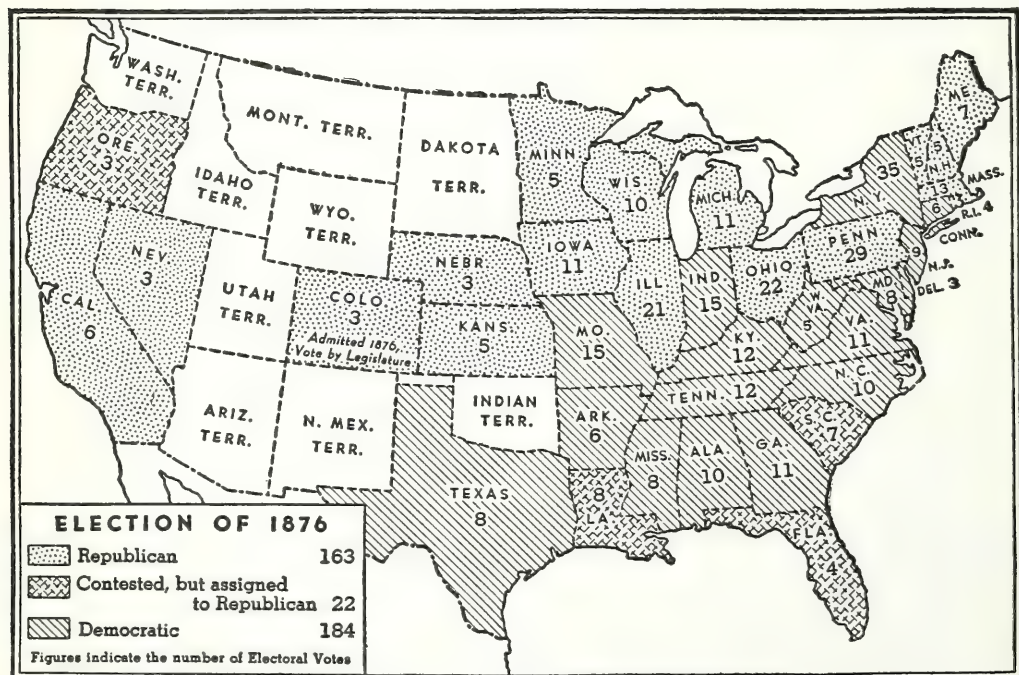 WASH.
TERR.
ORE
3
MONT. TERR.
IDAHO
TERR.
WYO.
TERR.
DAKOTA
TERR.
MINN
5
WIS.
10
MICH.
11
IOWA
11
NEBR.
3
NEV
3
CAL.
6
UTAH
TERR.
COLO
3
Admitted 1876,
Vote by Legislature
KANS.
5
ILL
21
IND.
15
OHIO
22
PENN.
29
35
N.Y.
VT.
5
5
N.H.
ME.
7
13
MASS.
6
R.I. 4
CONN.
9
N.J.
DEL. 3
MD.
8
W.
VA.
5
VA.
11
KY.
12
MO.
15
ARIZ.
TERR.
N. MEX.
TERR.
INDIAN
TERR.
ARK.
6
TENN. 12
N.C.
10
S.C.
7
GA.
11
ALA.
10
MISS.
8
8
LA.
TEXAS
8
FLA.
4
ELECTION OF 1876
Republican 163
Contested, but assigned
to Republican 22
Democratic 184
Figures indicate the number of Electoral Votes